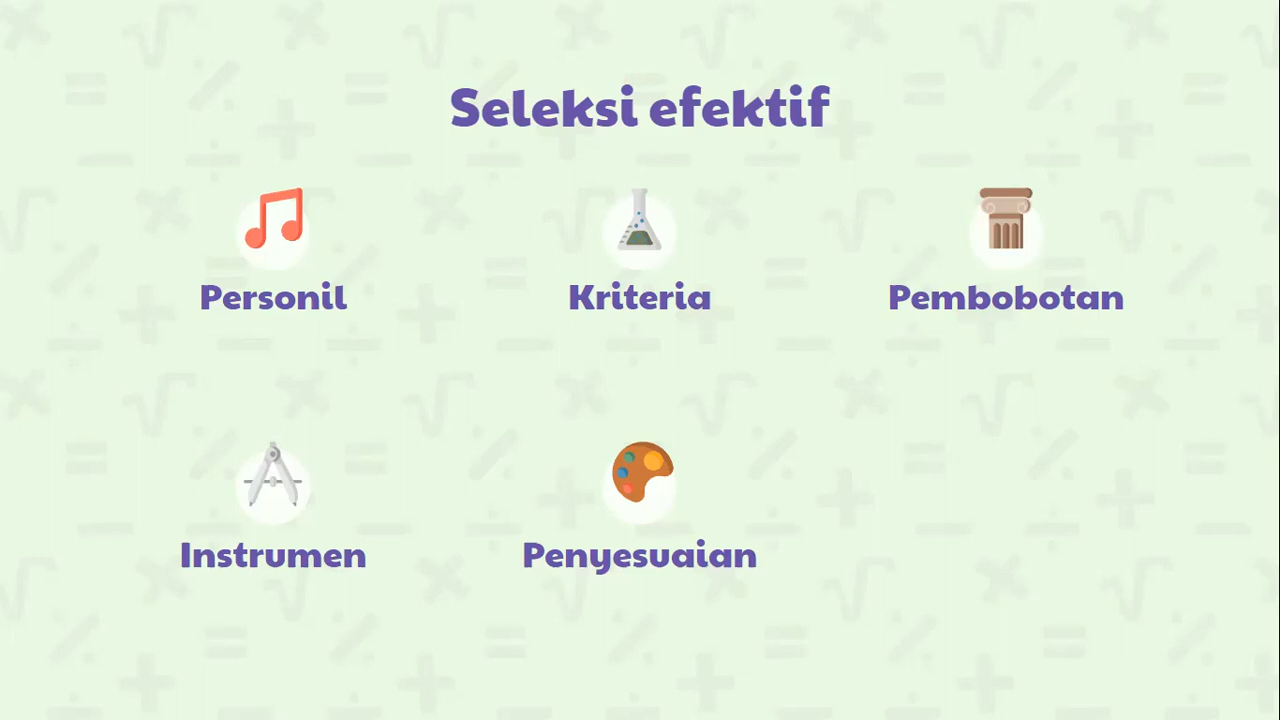 Seleksi efektif
Personil
Kriteria
Pembobotan
Instrumen
Penyesuaian